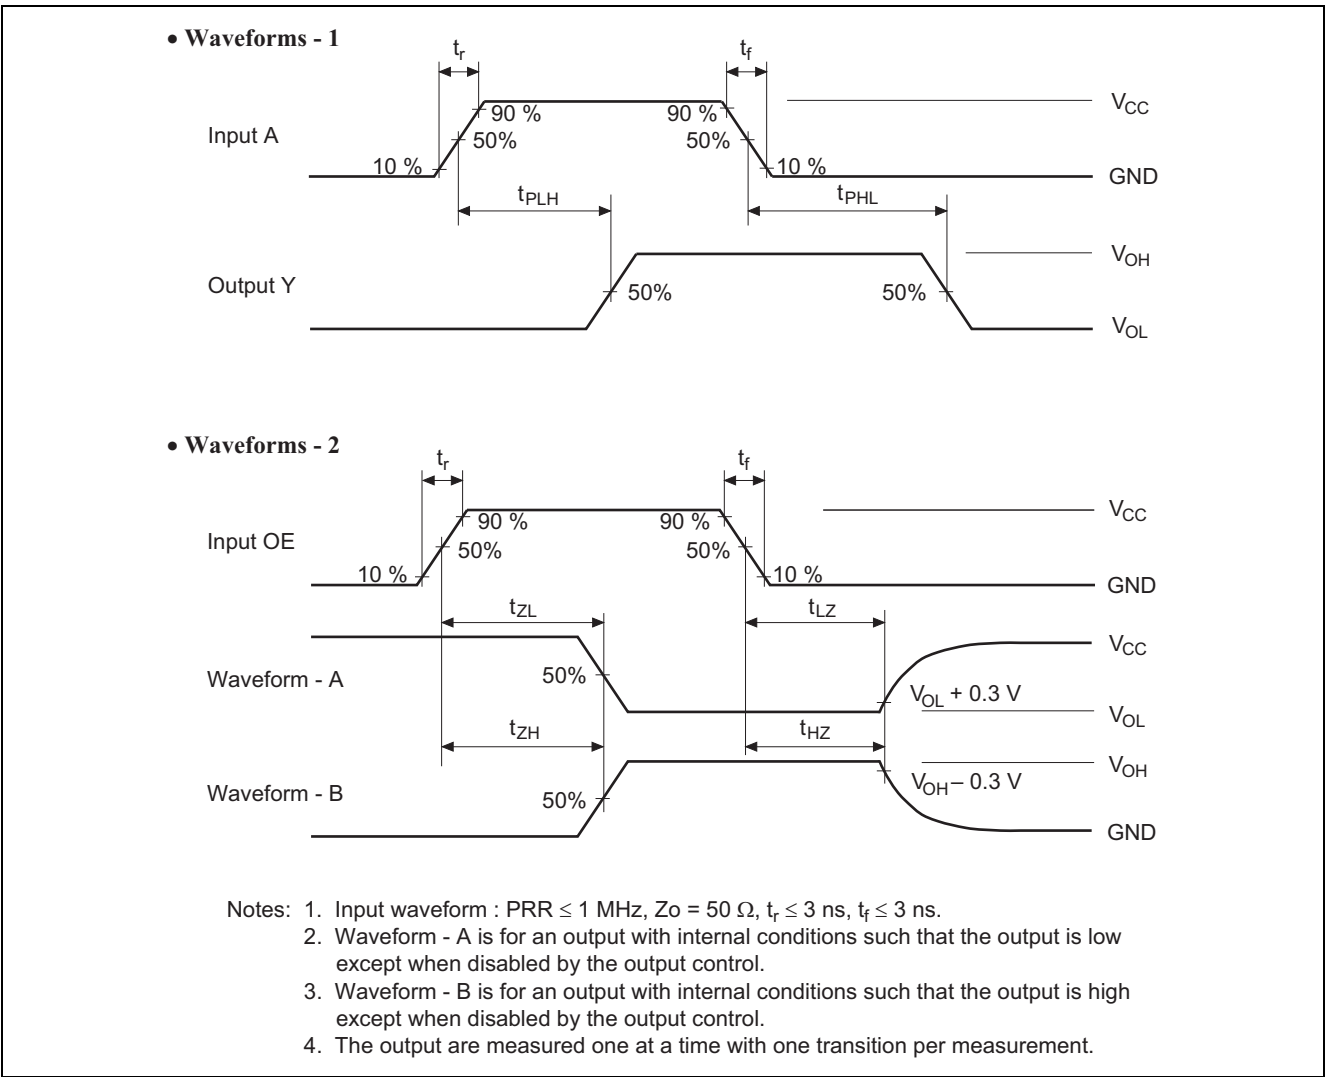 • Waveforms - 1
tr
tf
90 %
90 %
VCC
Input A
50%
50%
10 %
10 %
GND
tPLH
tPHL
VOH
Output Y
50%
50%
VOL
• Waveforms - 2
tr
tf
VCC
90 %
90 %
Input OE
50%
50%
10 %
10 %
GND
tZL
tLZ
VCC
Waveform - A
50%
VOL + 0.3 V
VOL
tZH
tHZ
VOH
VOH – 0.3 V
Waveform - B
50%
GND
Notes: 1. Input waveform : PRR ≤ 1 MHz, Zo = 50 Ω, tr ≤ 3 ns, tf ≤ 3 ns.
2. Waveform - A is for an output with internal conditions such that the output is low
except when disabled by the output control.
3. Waveform - B is for an output with internal conditions such that the output is high
except when disabled by the output control.
4. The output are measured one at a time with one transition per measurement.